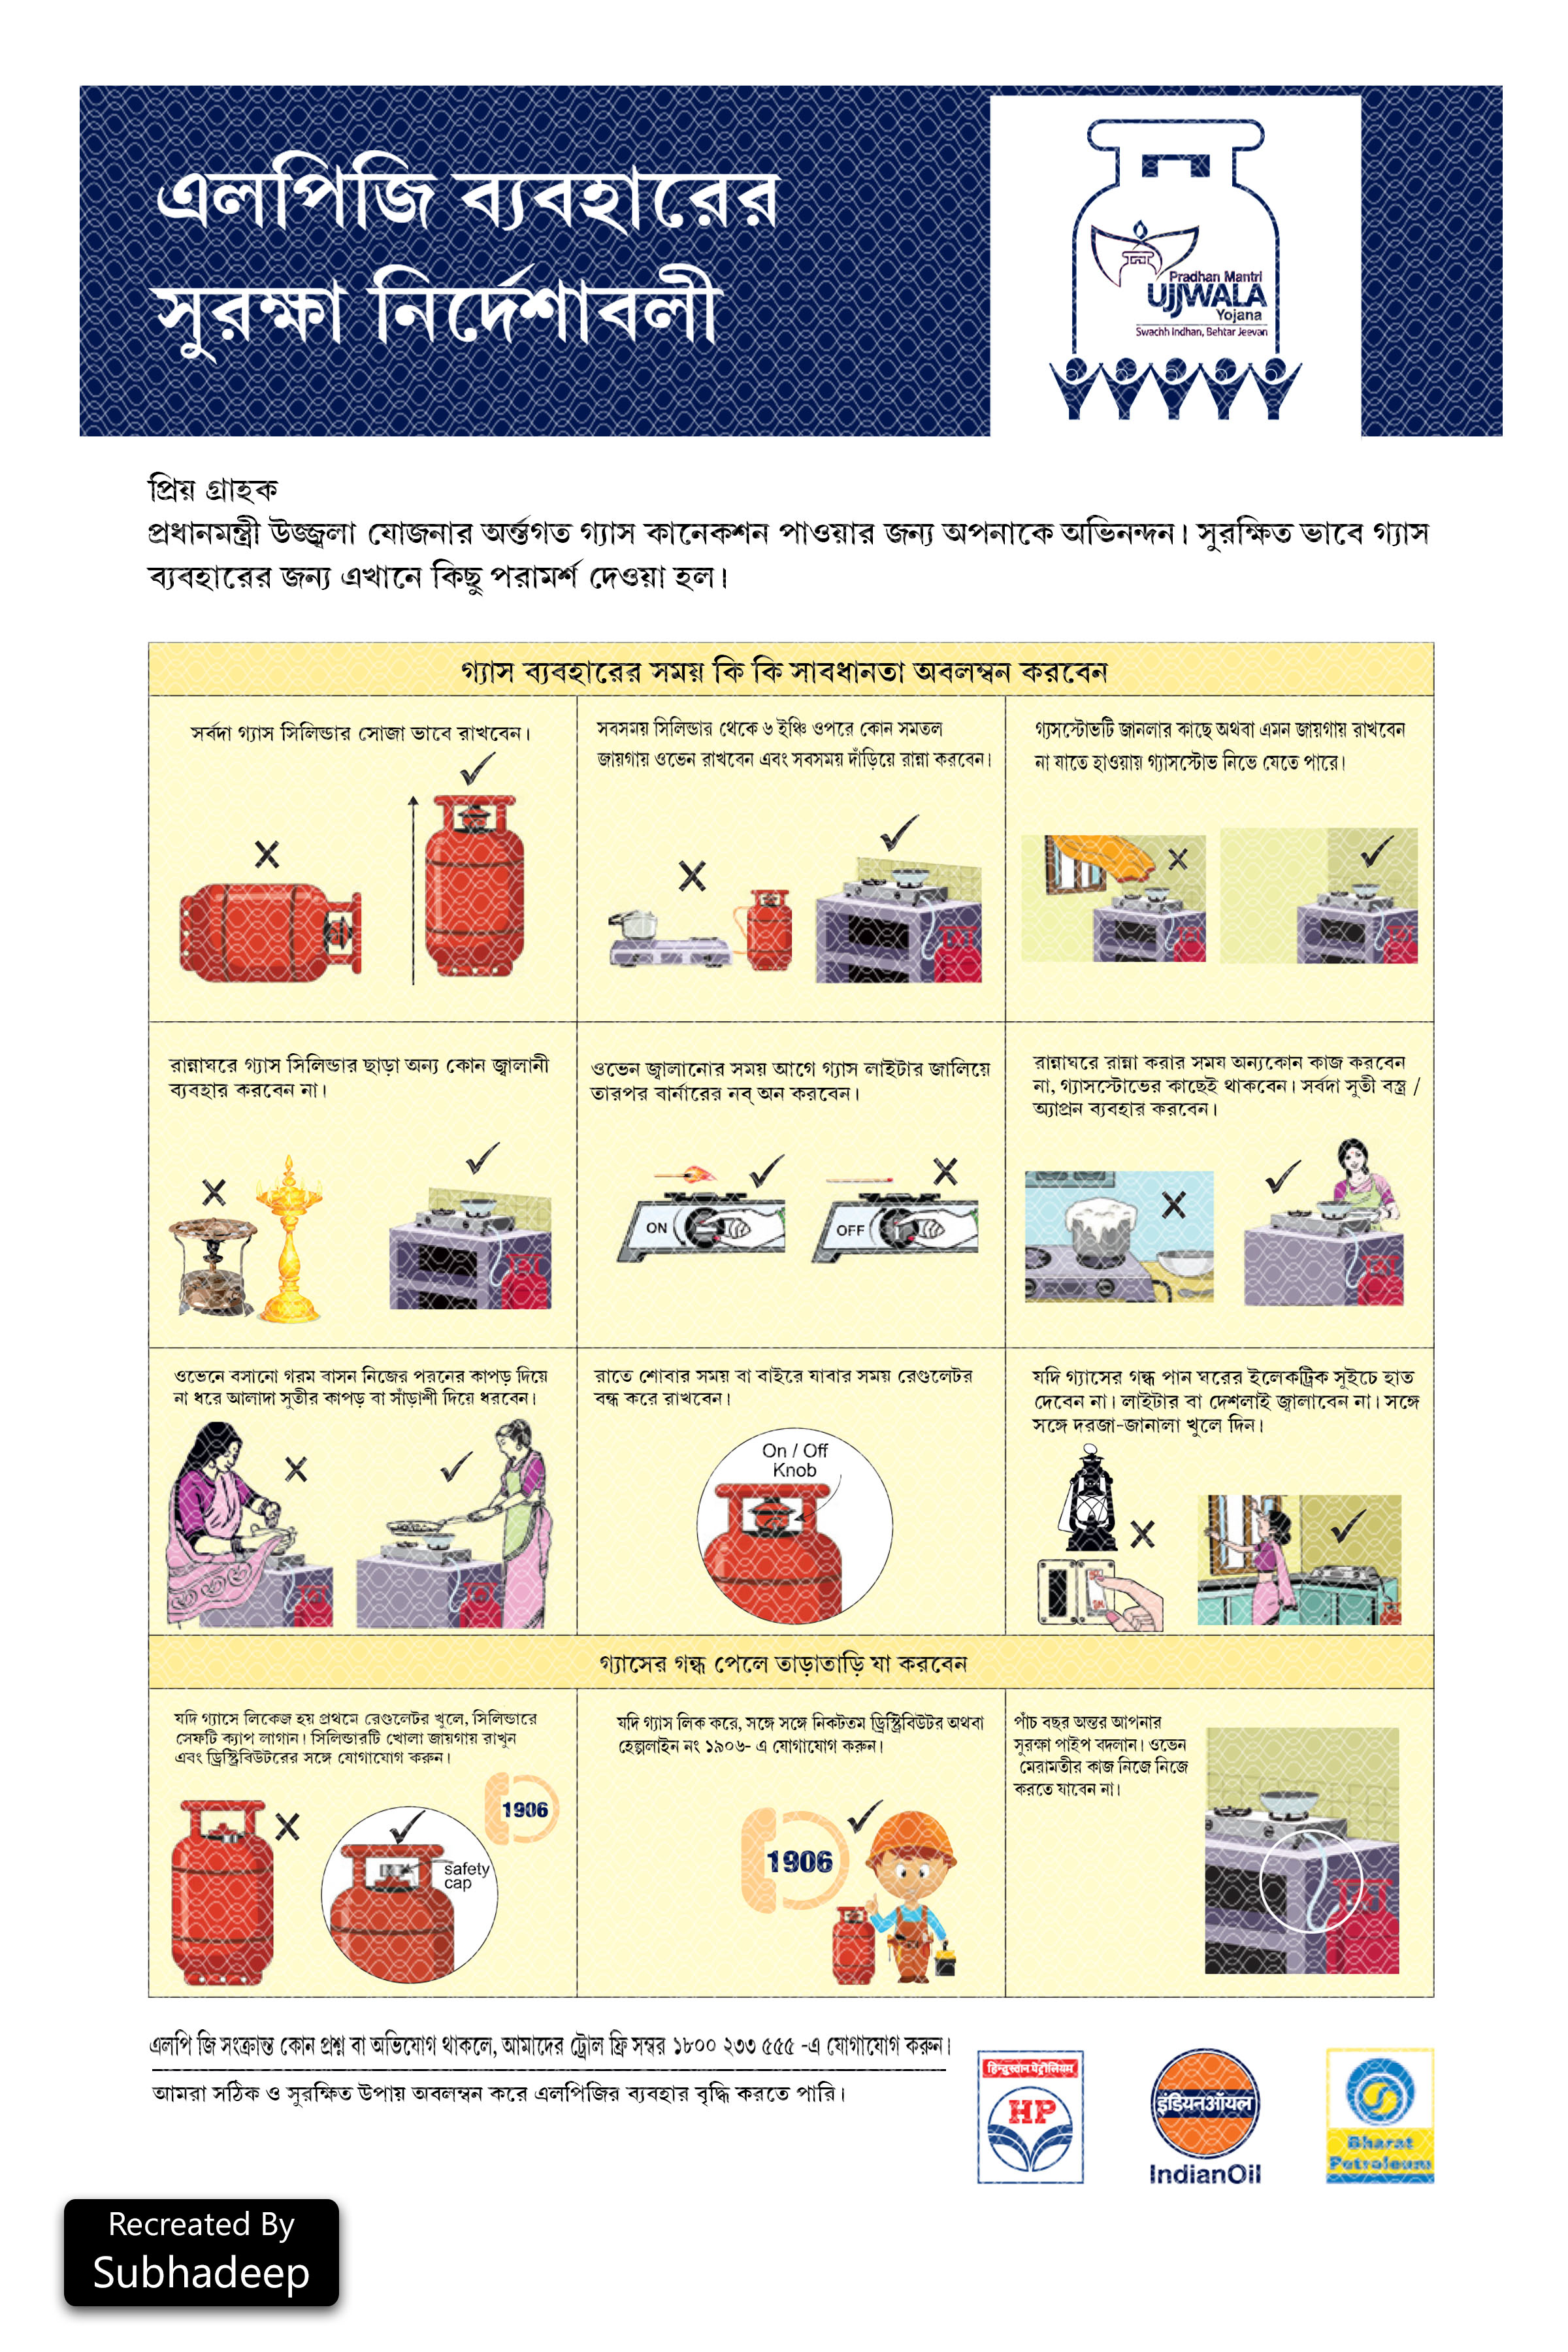 এলপিজি ব্যবহারের
সুরক্ষা নির্দেশাবলী
Pradhan Mantri
UJJWALA
Yojana
Swachh Indhan, Behtar Jeevan
প্রিয় গ্রাহক
প্রধানমন্ত্রী উজ্জ্বলা যোজনার অর্ন্তগত গ্যাস কানেকশন পাওয়ার জন্য অপনাকে অভিনন্দন। সুরক্ষিত ভাবে গ্যাস
ব্যবহারের জন্য এখানে কিছু পরামর্শ দেওয়া হল।
গ্যাস ব্যবহারের সময় কি কি সাবধানতা অবলম্বন করবেন
সর্বদা গ্যাস সিলিন্ডার সোজা ভাবে রাখবেন।
সবসময় সিলিন্ডার থেকে ৬ ইঞ্চি ওপরে কোন সমতল
জায়গায় ওভেন রাখবেন এবং সবসময় দাঁড়িয়ে রান্না করবেন।
গ্যসস্টোভটি জানলার কাছে অথবা এমন জায়গায় রাখবেন
না যাতে হাওয়ায় গ্যাসস্টোভ নিভে যেতে পারে।
রান্নাঘরে গ্যাস সিলিন্ডার ছাড়া অন্য কোন জ্বালানী
ব্যবহার করবেন না।
ওভেন জ্বালানোর সময় আগে গ্যাস লাইটার জালিয়ে
তারপর বার্নারের নব্ অন করবেন।
ON
OFF
রান্নাঘরে রান্না করার সময অন্যকোন কাজ করবেন
না, গ্যাসস্টোভের কাছেই থাকবেন। সর্বদা সুতী বস্ত্র /
অ্যাপ্রন ব্যবহার করবেন।
ওভেনে বসানো গরম বাসন নিজের পরনের কাপড় দিয়ে
না ধরে আলাদা সুতীর কাপড় বা সাঁড়াশী দিয়ে ধরবেন।
রাতে শোবার সময় বা বাইরে যাবার সময় রেগুলেটর
বন্ধ করে রাখবেন।
On / Off
Knob
যদি গ্যাসের গন্ধ পান ঘরের ইলেকট্রিক সুইচে হাত
দেবেন না। লাইটার বা দেশলাই জ্বালাবেন না। সঙ্গে
সঙ্গে দরজা-জানালা খুলে দিন।
গ্যাসের গন্ধ পেলে তাড়াতাড়ি যা করবেন
যদি গ্যাসে লিকেজ হয় প্রথমে রেগুলেটর খুলে, সিলিন্ডারে
সেফটি ক্যাপ লাগান। সিলিন্ডারটি খোলা জায়গায় রাখুন
এবং ড্রিস্ট্রিবিউটরের সঙ্গে যোগাযোগ করুন।
1906
safety
cap
যদি গ্যাস লিক করে, সঙ্গে সঙ্গে নিকটতম ড্রিস্ট্রিবিউটর অথবা
হেল্পলাইন নং ১৯০৬- এ যোগাযোগ করুন।
1906
পাঁচ বছর অন্তর আপনার
সুরক্ষা পাইপ বদলান। ওভেন
মেরামতীর কাজ নিজে নিজে
করতে যাবেন না।
এলপি জি সংক্রান্ত কোন প্রশ্ন বা অভিযোগ থাকলে, আমাদের ট্রোল ফ্রি সম্বর ১৮০০ ২৩৩ ৫৫৫ -এ যোগাযোগ করুন।
আমরা সঠিক ও সুরক্ষিত উপায় অবলম্বন করে এলপিজির ব্যবহার বৃদ্ধি করতে পারি।
हिन्दुस्तान पेट्रोलियम
HP
इंडियनऑयल
IndianOil
Bharat
Petroleum
Recreated By
Subhadeep